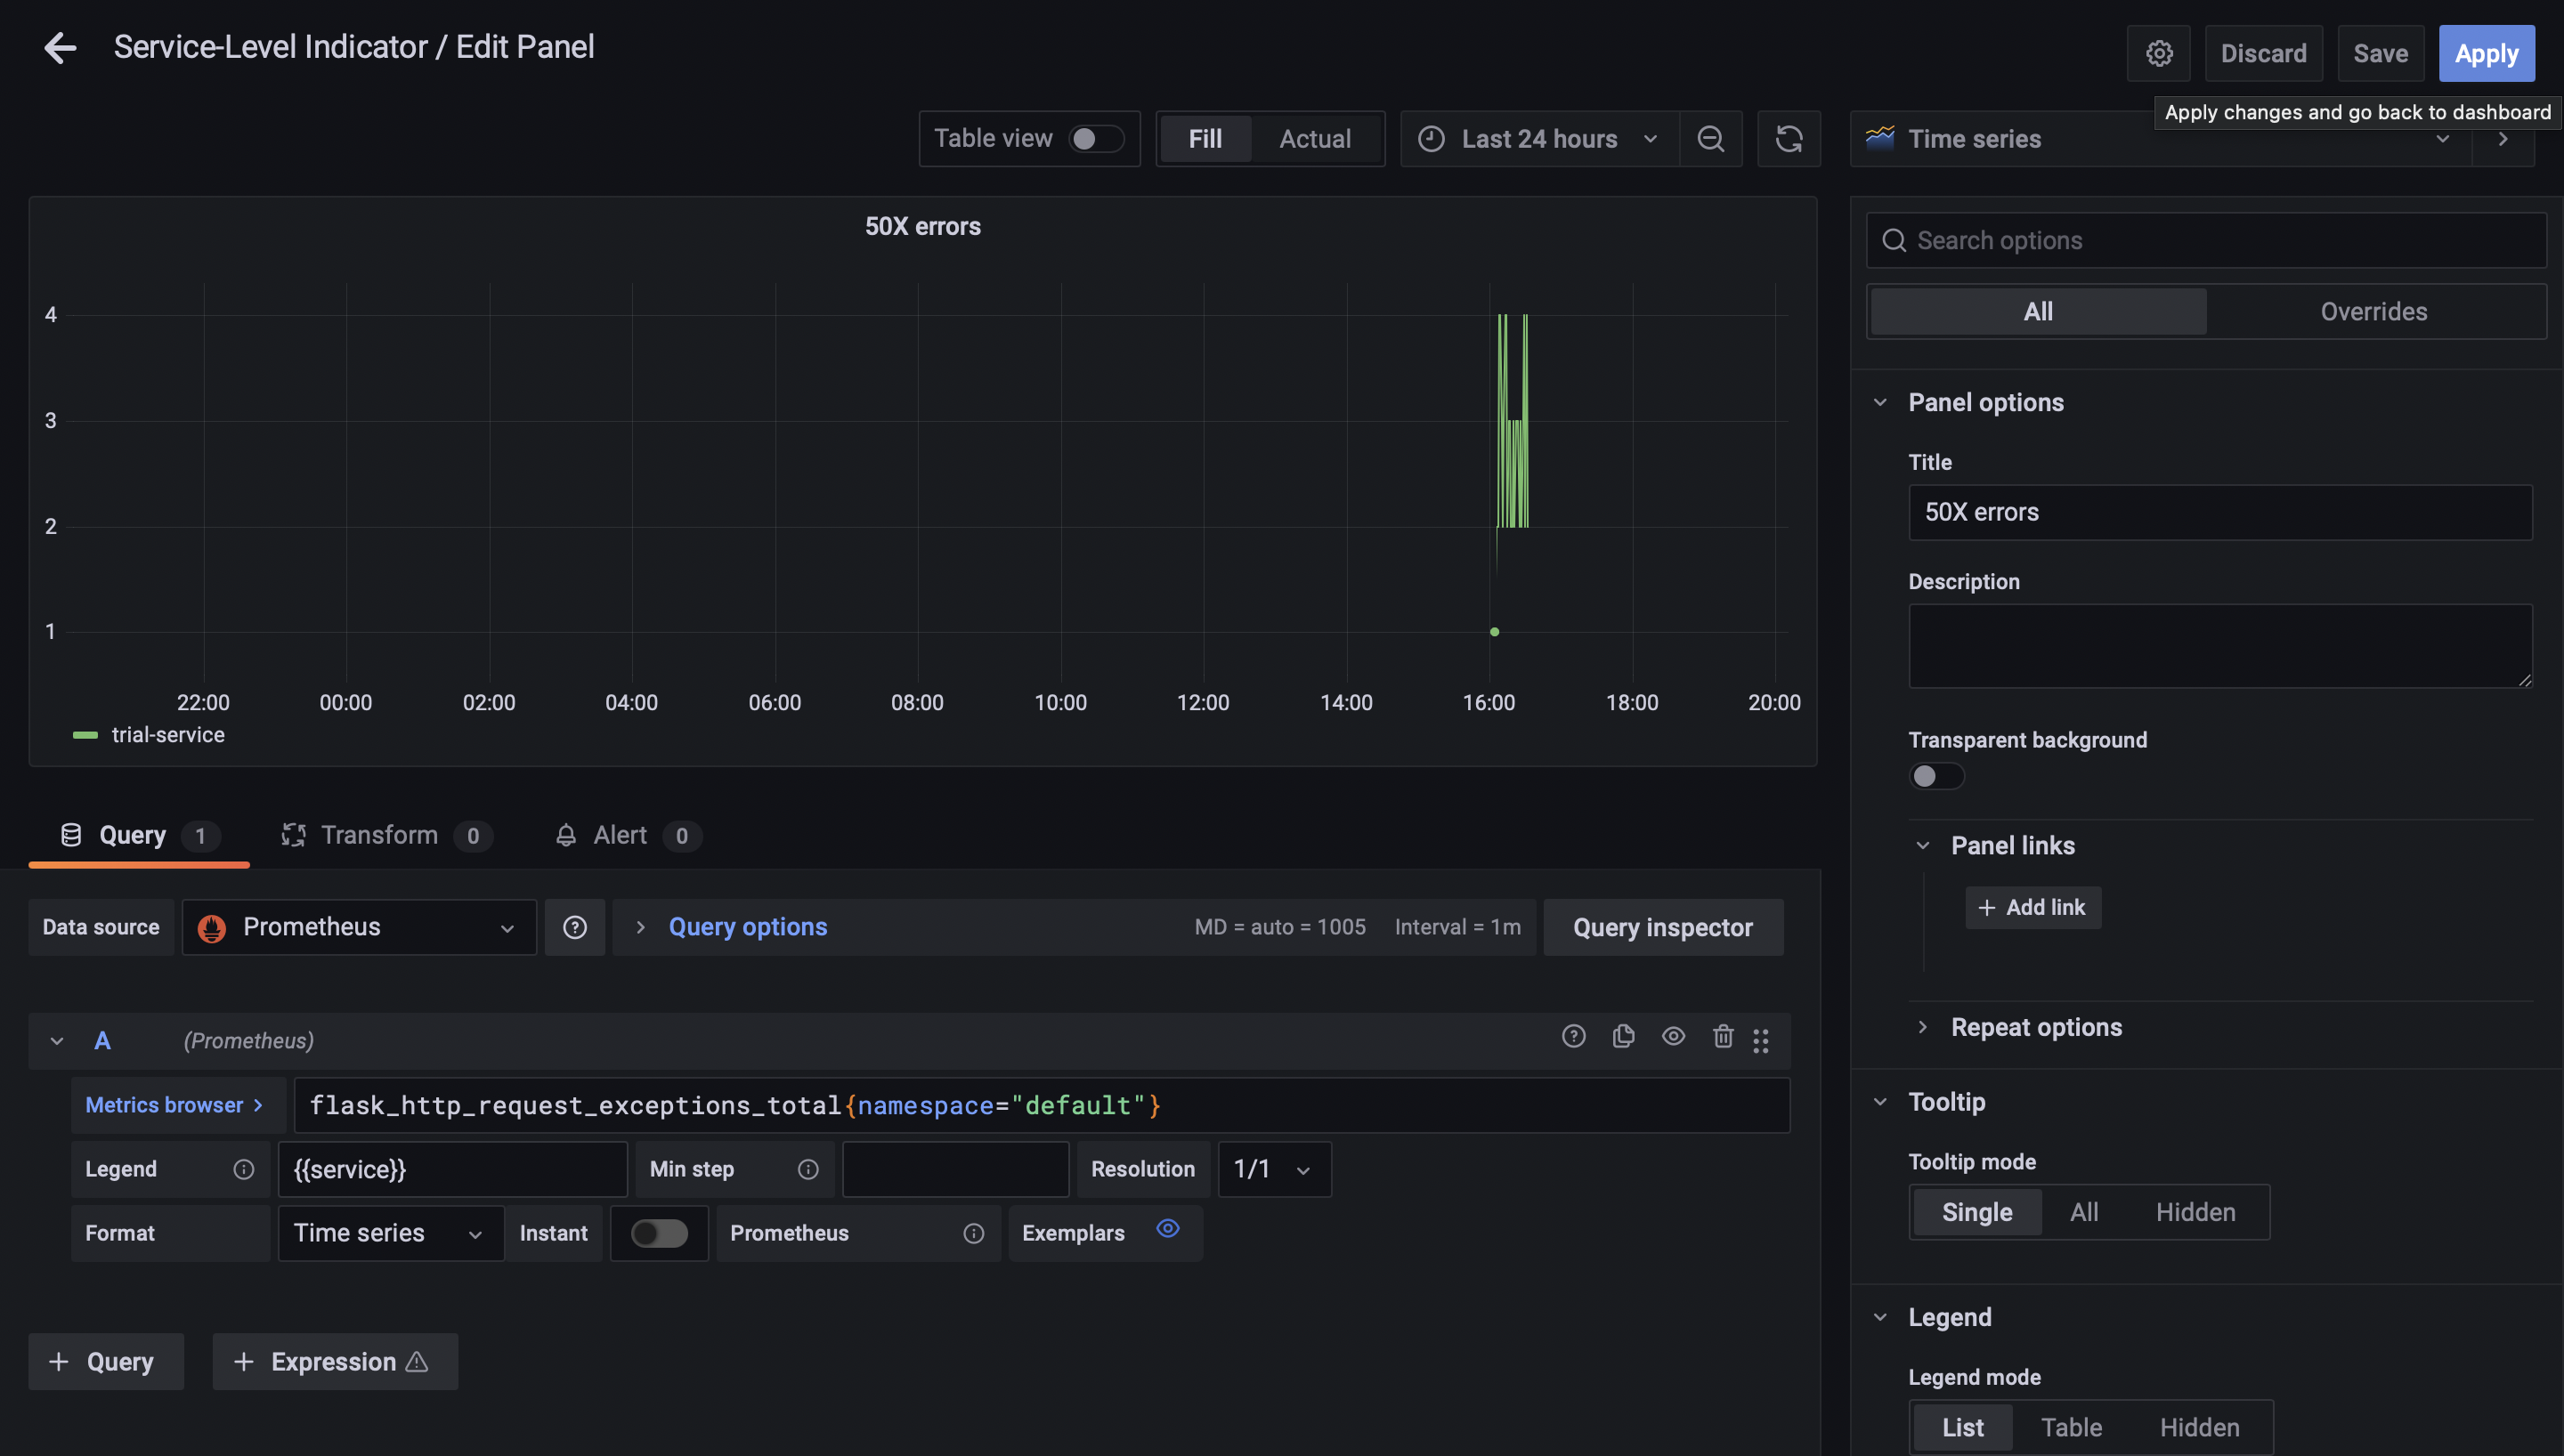 Service-Level Indicator / Edit Panel
Discard
Save
Apply
Apply changes and go back to dashboard
Table view
Fill
Actual
Last 24 hours
Time series
50X errors
4
3
2
1
22:00 00:00 02:00 04:00 06:00 08:00 10:00 12:00 14:00 16:00 18:00 20:00
trial-service
Search options
All
Overrides
Panel options
Title
50X errors
Description
Transparent background
Panel links
+ Add link
Repeat options
Tooltip
Tooltip mode
Single All Hidden
Legend
Legend mode
List Table Hidden
Query 1
Transform 0
Alert 0
Data source
Prometheus
Query options
MD = auto = 1005
Interval = 1m
Query inspector
A
(Prometheus)
Metrics browser >
flask_http_request_exceptions_total{namespace="default"}
Legend
{{service}}
Min step
Resolution
1/1
Format
Time series
Instant
Prometheus
Exemplars
+ Query
+ Expression